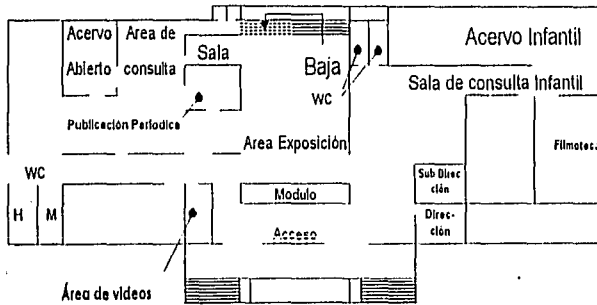 Acervo
Abierto
Area de
consulta
Sala
Baja
WC
Acervo Infantil
Sala de consulta Infantil
Publicación Periodica
Area Exposición
Filmotec.
WC
H
M
Modulo
Sub Direc
ción
Direc-
ción
Acceso
Área de videos